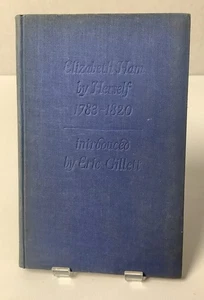 Elizabeth Ham
by Herself
1783-1820
Introduced
by Eric Gillett